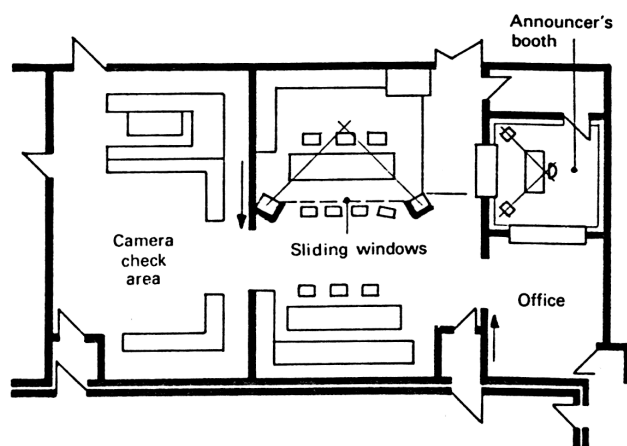 Announcer's
booth
Camera
check
area
Sliding windows
Office